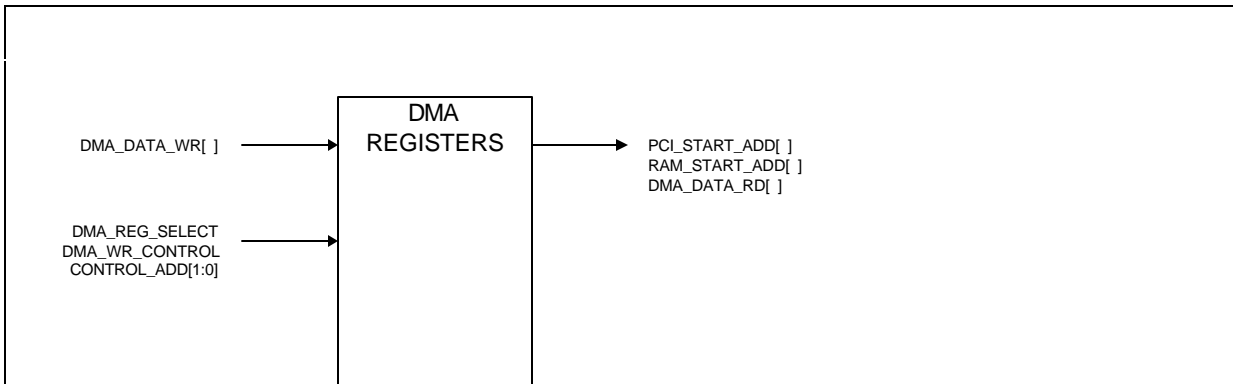 DMA
REGISTERS
DMA_DATA_WR[ ]
PCI_START_ADD[ ]
RAM_START_ADD[ ]
DMA_DATA_RD[ ]
DMA_REG_SELECT
DMA_WR_CONTROL
CONTROL_ADD[1:0]